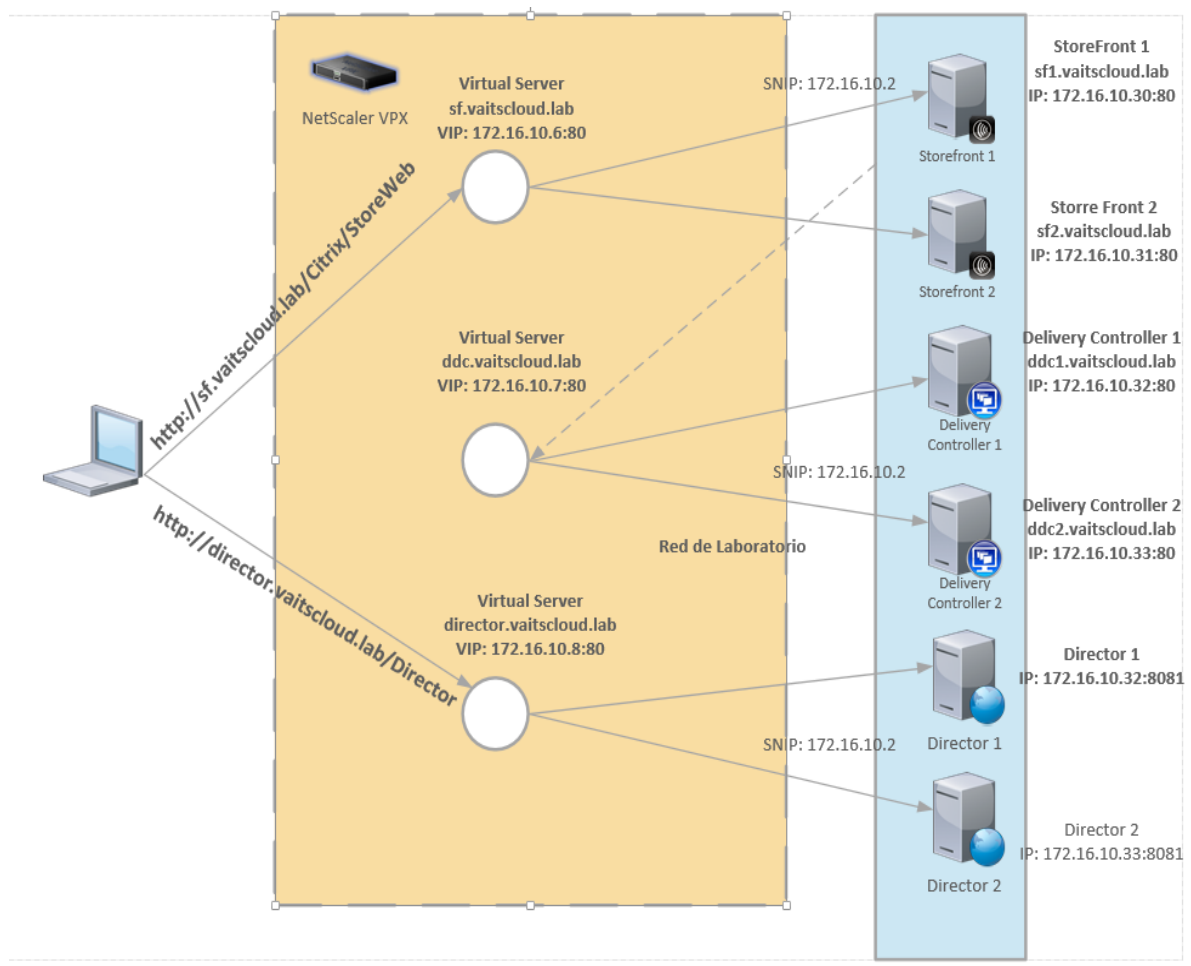 NetScaler VPX
Virtual Server
sf.vaitscloud.lab
VIP: 172.16.10.6:80
http://sf.vaitscloud.lab/Citrix/StoreWeb
SNIP: 172.16.10.2
StoreFront 1
sf1.vaitscloud.lab
IP: 172.16.10.30:80
Storefront 1
Storre Front 2
sf2.vaitscloud.lab
IP: 172.16.10.31:80
Storefront 2
Virtual Server
ddc.vaitscloud.lab
VIP: 172.16.10.7:80
Delivery Controller 1
ddc1.vaitscloud.lab
IP: 172.16.10.32:80
Delivery
Controller 1
SNIP: 172.16.10.2
Delivery Controller 2
ddc2.vaitscloud.lab
IP: 172.16.10.33:80
Delivery
Controller 2
Red de Laboratorio
http://director.vaitscloud.lab/Director
Virtual Server
director.vaitscloud.lab
VIP: 172.16.10.8:80
Director 1
IP: 172.16.10.32:8081
Director 1
SNIP: 172.16.10.2
Director 2
IP: 172.16.10.33:8081
Director 2